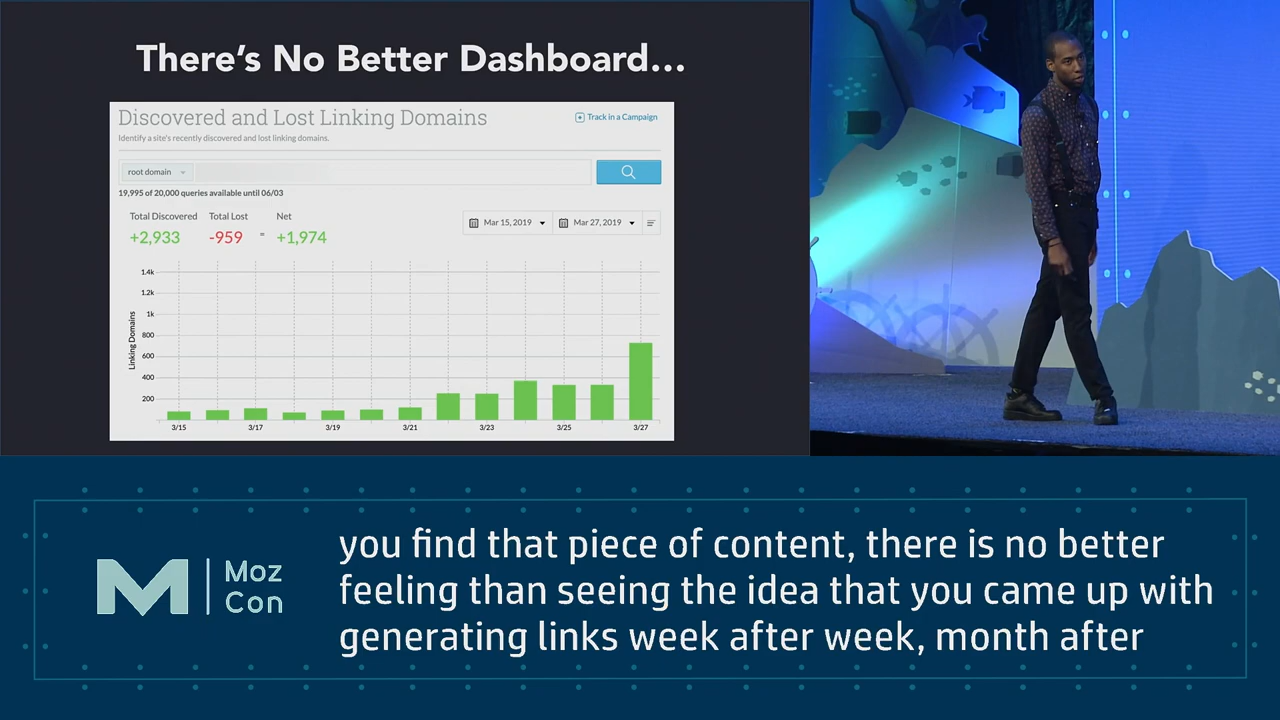 There's No Better Dashboard...
Discovered and Lost Linking Domains
Track in a Campaign
Identify a site's recently discovered and lost linking domains.
root domain
19,995 of 20,000 queries available until 06/03
Total Discovered Total Lost Net
+2,933 -959 = +1,974
Mar 15, 2019 Mar 27, 2019
1.4k
1.2k
1k
800
600
400
200
Linking Domains
3/15 3/17 3/19 3/21 3/23 3/25 3/27
Moz
Con
you find that piece of content, there is no better
feeling than seeing the idea that you came up with
generating links week after week, month after